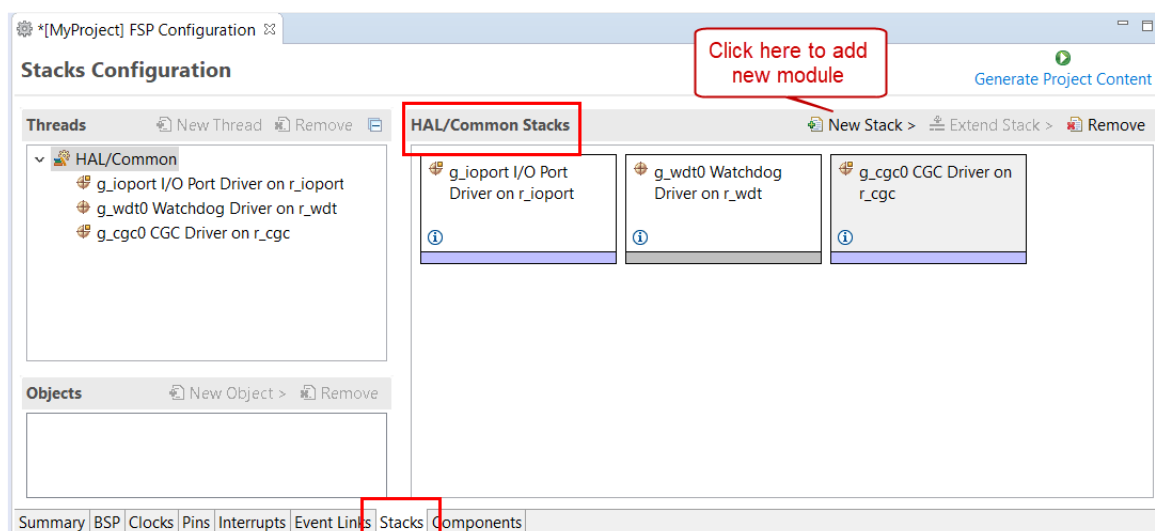 *[MyProject] FSP Configuration
Click here to add
new module
Stacks Configuration
Generate Project Content
Threads
New Thread
Remove
HAL/Common Stacks
New Stack >
Extend Stack >
Remove
HAL/Common
g_ioport I/O Port Driver on r_ioport
g_wdt0 Watchdog Driver on r_wdt
g_cgc0 CGC Driver on r_cgc
g_ioport I/O Port
Driver on r_ioport
g_wdt0 Watchdog
Driver on r_wdt
g_cgc0 CGC Driver on
r_cgc
Objects
New Object >
Remove
Summary BSP Clocks Pins Interrupts Event Links Stacks Components